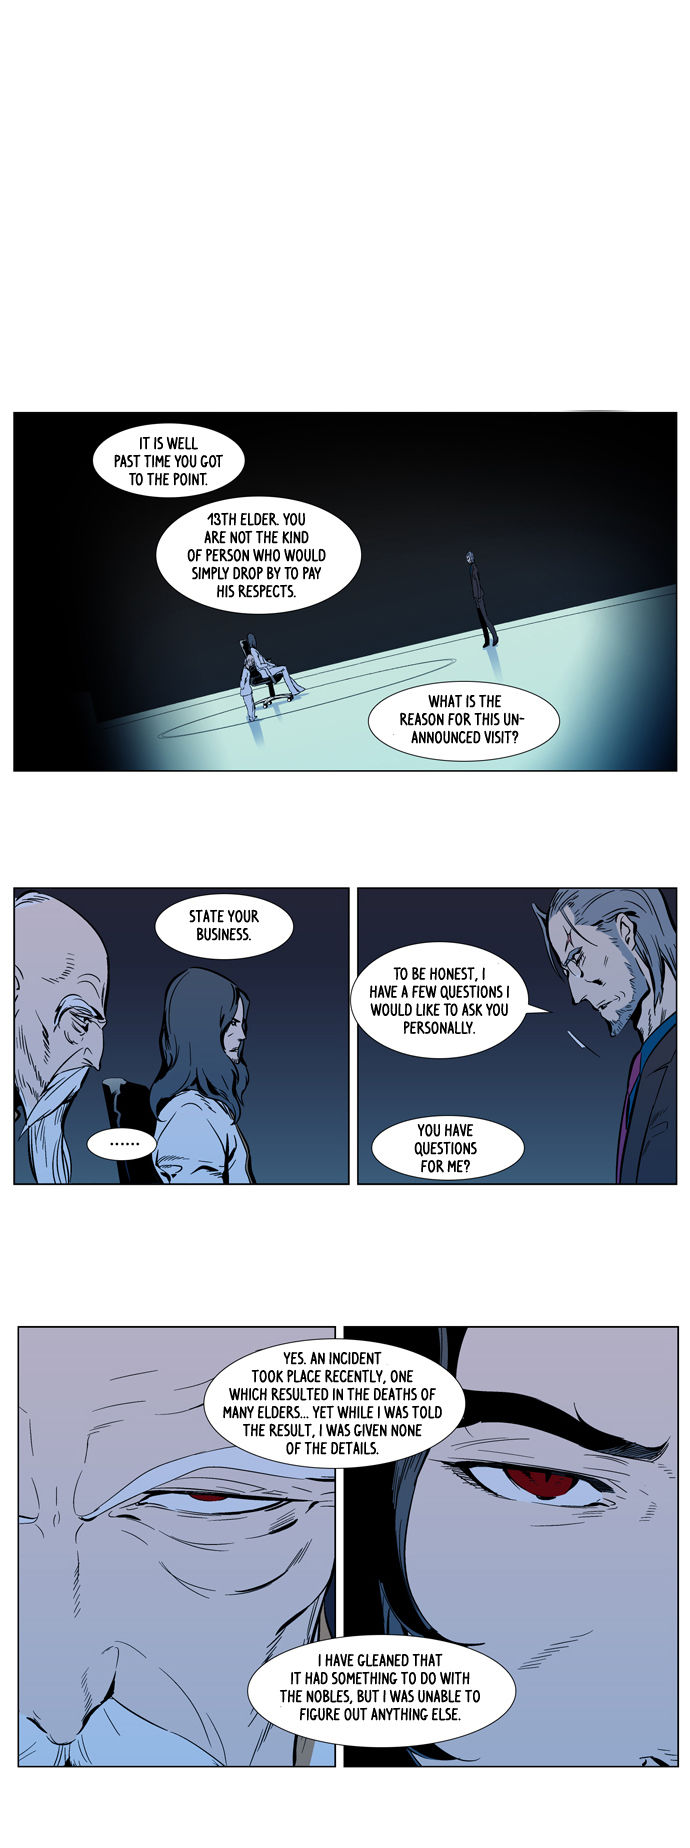 IT IS WELL
PAST TIME YOU GOT
TO THE POINT.
13TH ELDER. YOU
ARE NOT THE KIND
OF PERSON WHO WOULD
SIMPLY DROP BY TO PAY
HIS RESPECTS.
WHAT IS THE
REASON FOR THIS UN-
ANNOUNCED VISIT?
STATE YOUR
BUSINESS.
......
TO BE HONEST, I
HAVE A FEW QUESTIONS I
WOULD LIKE TO ASK YOU
PERSONALLY.
YOU HAVE
QUESTIONS
FOR ME?
YES. AN INCIDENT
TOOK PLACE RECENTLY, ONE
WHICH RESULTED IN THE DEATHS OF
MANY ELDERS... YET WHILE I WAS TOLD
THE RESULT, I WAS GIVEN NONE
OF THE DETAILS.
I HAVE GLEANED THAT
IT HAD SOMETHING TO DO WITH
THE NOBLES, BUT I WAS UNABLE TO
FIGURE OUT ANYTHING ELSE.